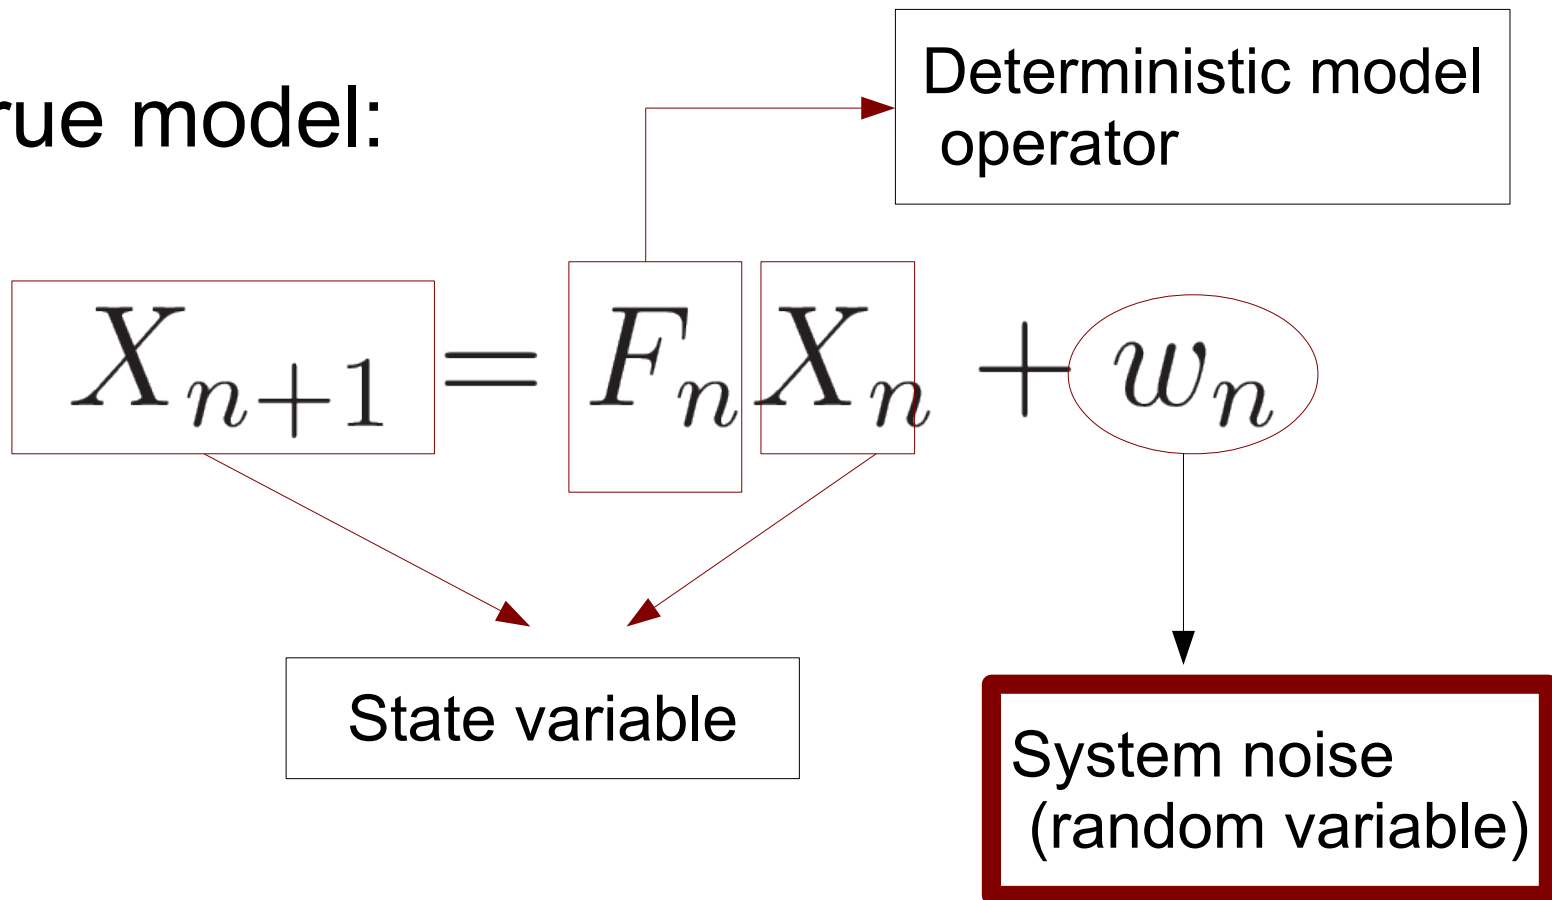 Deterministic model
operator
rue model:
X_{n+1} = F_n X_n + w_n
State variable
System noise
(random variable)